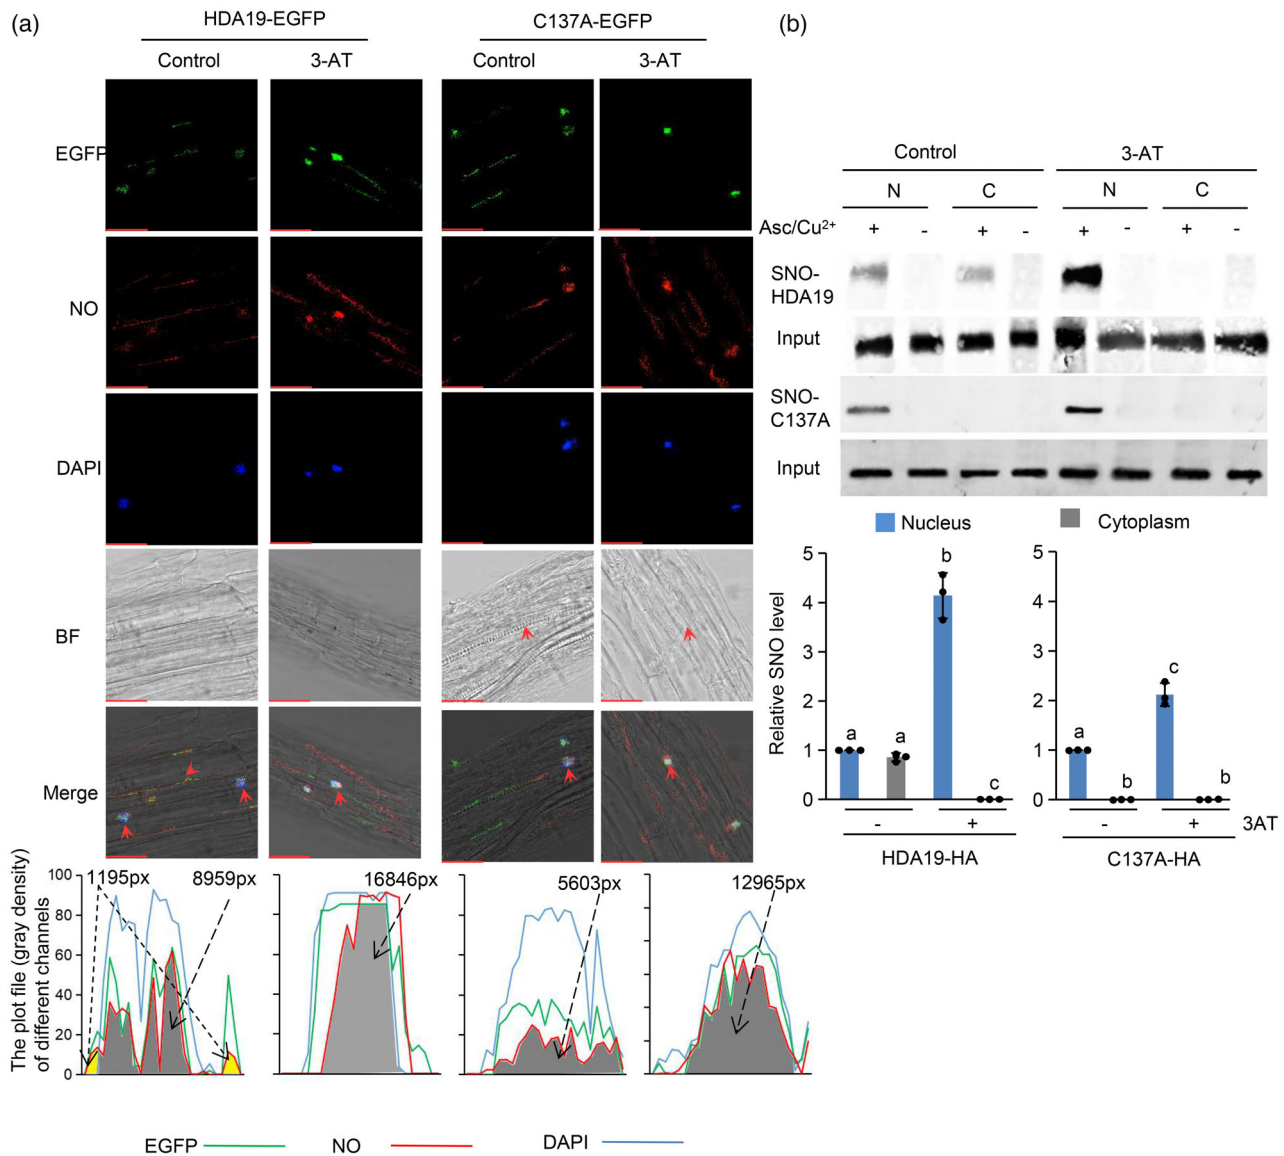 (a)
HDA19-EGFP
C137A-EGFP
Control
3-AT
Control
3-AT
EGFP
NO
DAPI
BF
Merge
The plot file (gray density
of different channels
100
80
60
40
20
0
1195px
8959px
16846px
5603px
12965px
EGFP
NO
DAPI
(b)
Control
3-AT
N
C
N
C
Asc/Cu²⁺
+
-
+
-
+
-
+
-
SNO-
HDA19
Input
SNO-
C137A
Input
Nucleus
Cytoplasm
Relative SNO level
5
4
3
2
1
0
a
a
b
c
-
+
HDA19-HA
5
4
3
2
1
0
a
b
c
b
-
+
3AT
C137A-HA